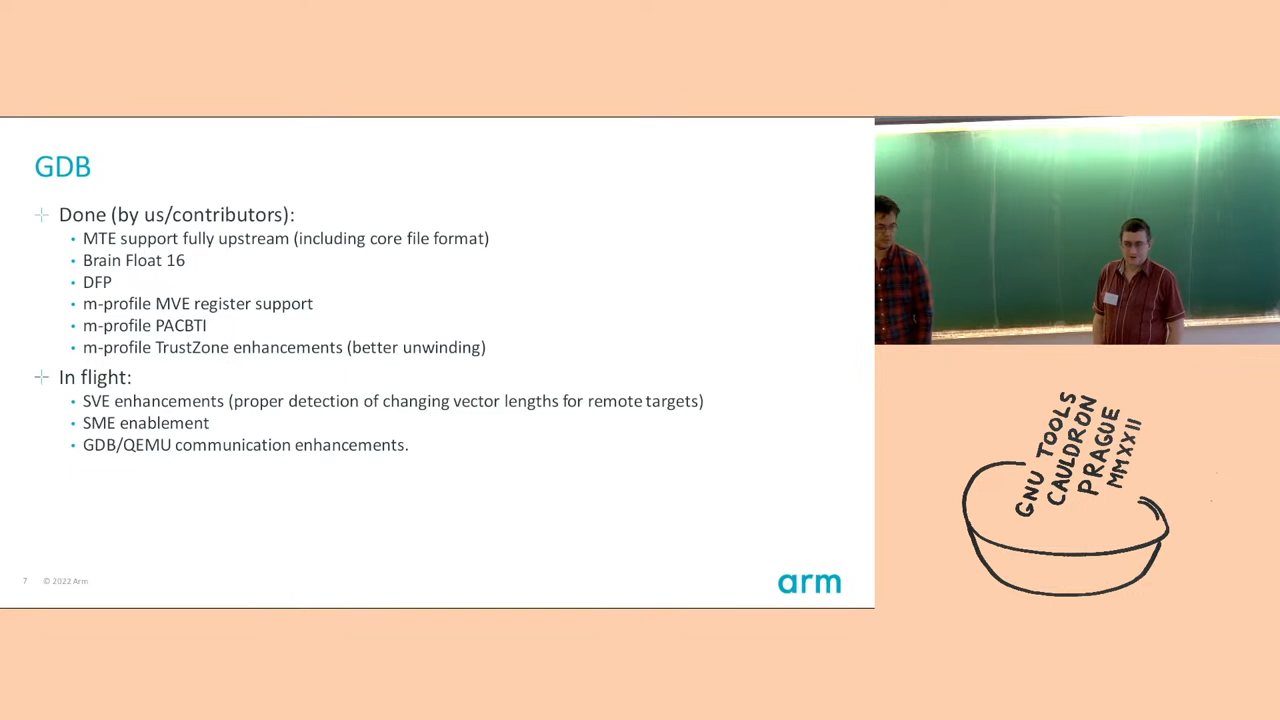 GDB
Done (by us/contributors):
MTE support fully upstream (including core file format)
Brain Float 16
DFP
m-profile MVE register support
m-profile PACBTI
m-profile TrustZone enhancements (better unwinding)
In flight:
SVE enhancements (proper detection of changing vector lengths for remote targets)
SME enablement
GDB/QEMU communication enhancements.
7 © 2022 Arm
arm
GNU TOOLS
CAULDRON
PRAGUE
MMXXII